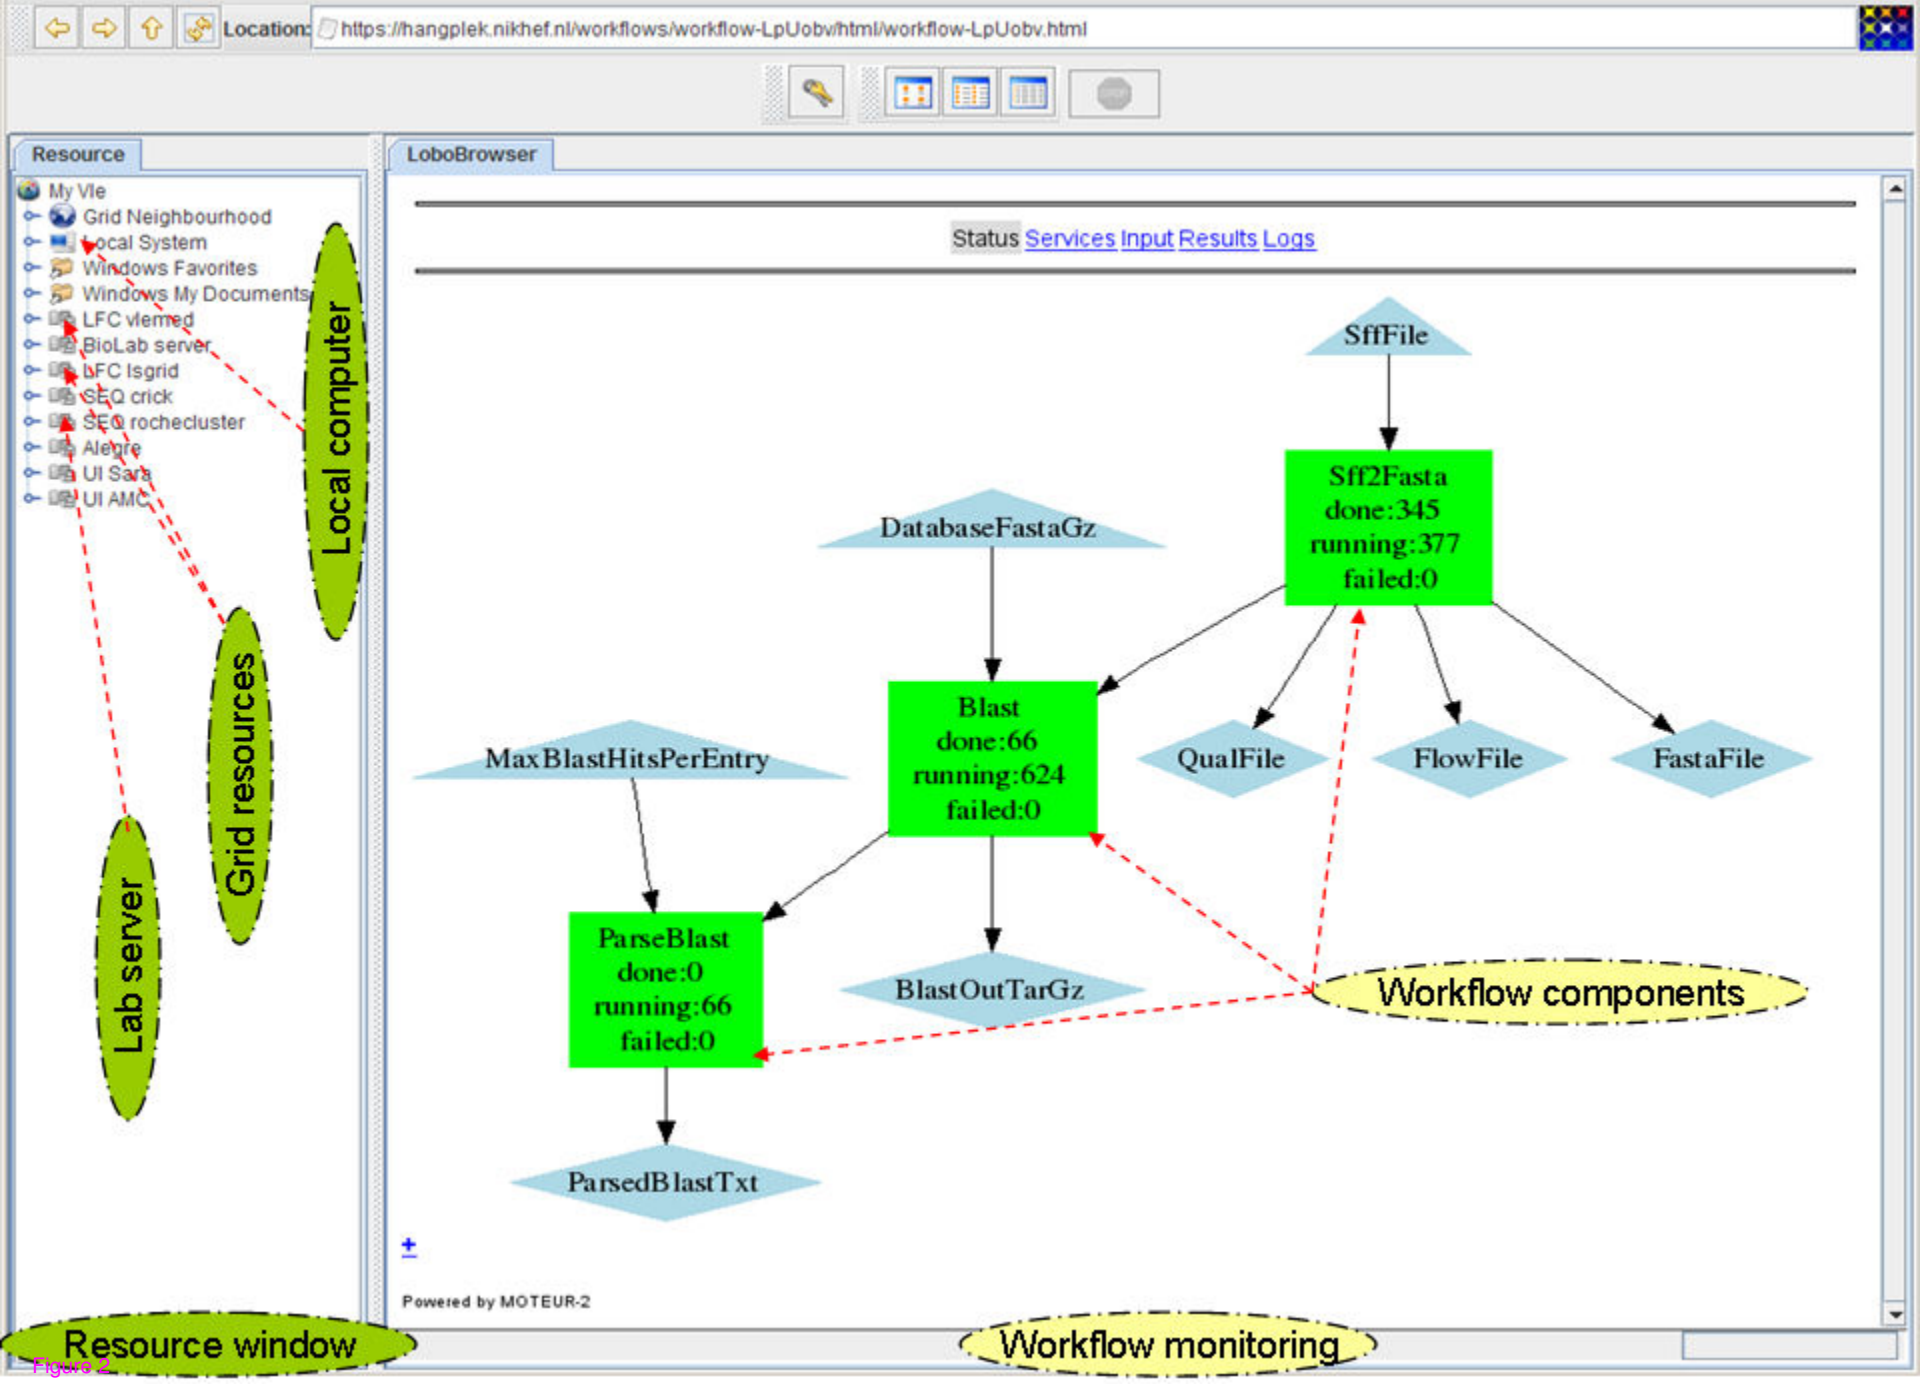 Location: https://hangplek.nikhef.nl/workflows/workflow-LpUobv/html/workflow-LpUobv.html
Resource
LoboBrowser
My Vle
Grid Neighbourhood
Local System
Windows Favorites
Windows My Documents
LFC vlemed
BioLab server
LFC lsgrid
SEQ crick
SEQ rochecluster
Alegre
UI Sara
UI AMC
Local computer
Grid resources
Lab server
Status Services Input Results Logs
SffFile
Sff2Fasta
done:345
running:377
failed:0
DatabaseFastaGz
Blast
done:66
running:624
failed:0
QualFile
FlowFile
FastaFile
MaxBlastHitsPerEntry
ParseBlast
done:0
running:66
failed:0
BlastOutTarGz
Workflow components
ParsedBlastTxt
+
Powered by MOTEUR-2
Resource window
Workflow monitoring
Figure 2